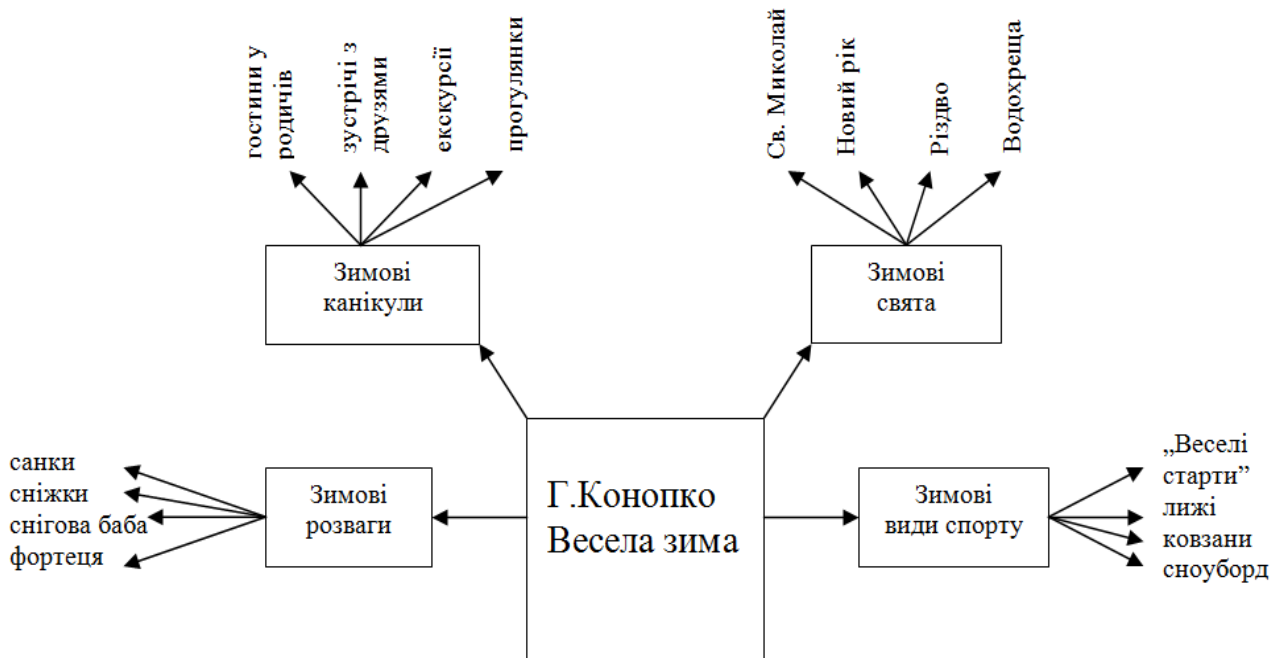 гостини у
родичів
зустрічі з
друзями
екскурсії
прогулянки
Св. Миколай
Новий рік
Різдво
Водохреща
Зимові
канікули
Зимові
свята
санки
сніжки
снігова баба
фортеця
Зимові
розваги
Г.Конопко
Весела зима
Зимові
види спорту
„Веселі
старти”
лижі
ковзани
сноуборд